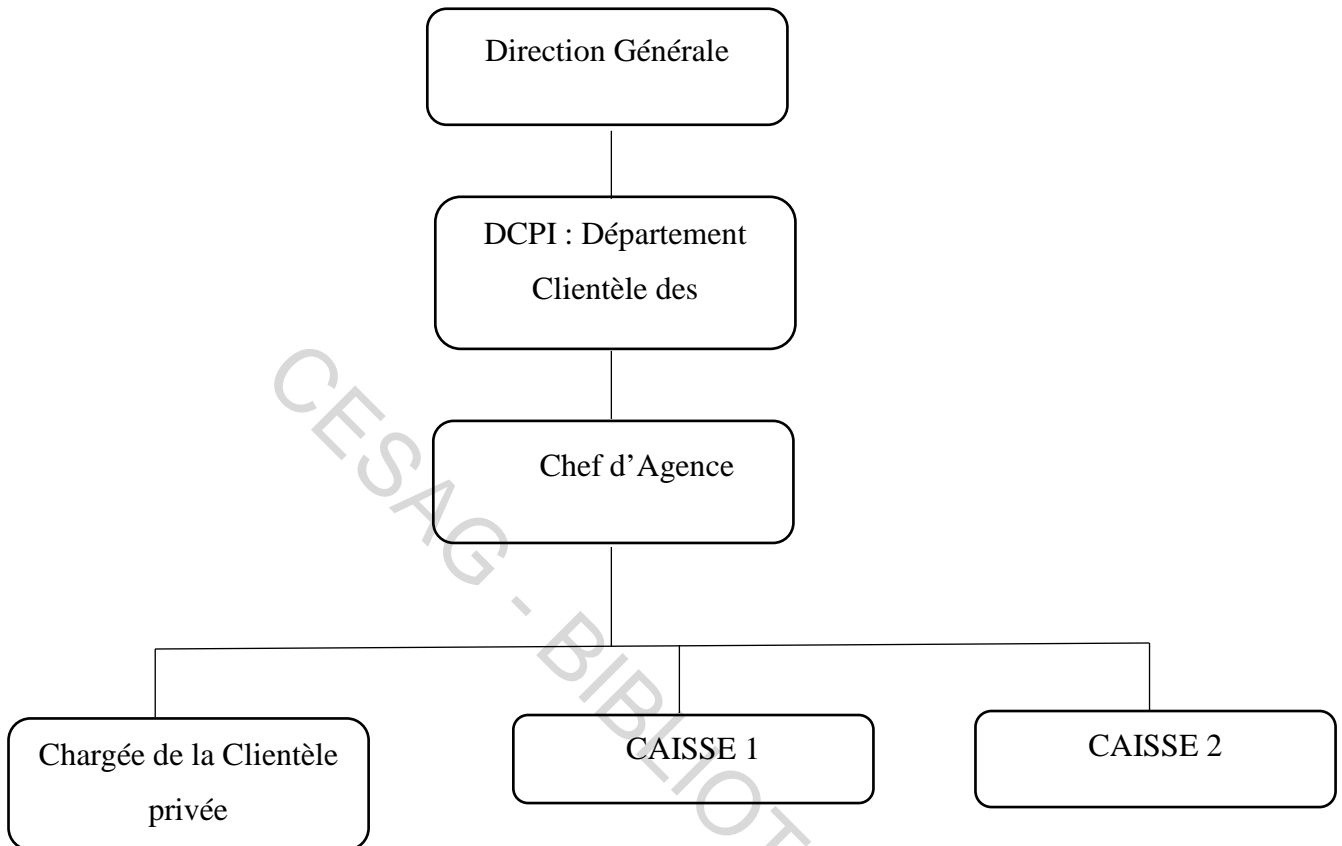 Direction Générale
DCPI : Département
Clientèle des
Chef d’Agence
Chargée de la Clientèle
privée
CAISSE 1
CAISSE 2
CESAG - BIBLIOT